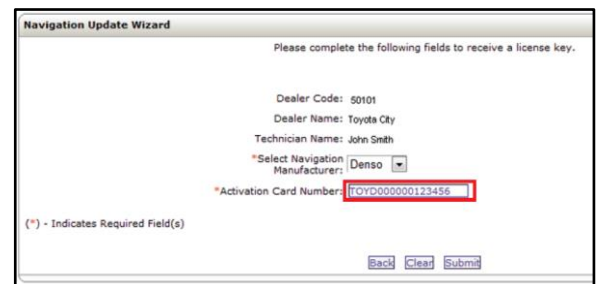 Navigation Update Wizard
Please complete the following fields to receive a license key.
Dealer Code: 50101
Dealer Name: Toyota City
Technician Name: John Smith
*Select Navigation
Manufacturer: Denso
*Activation Card Number: TOYD000000123456
(*) - Indicates Required Field(s)
Back Clear Submit